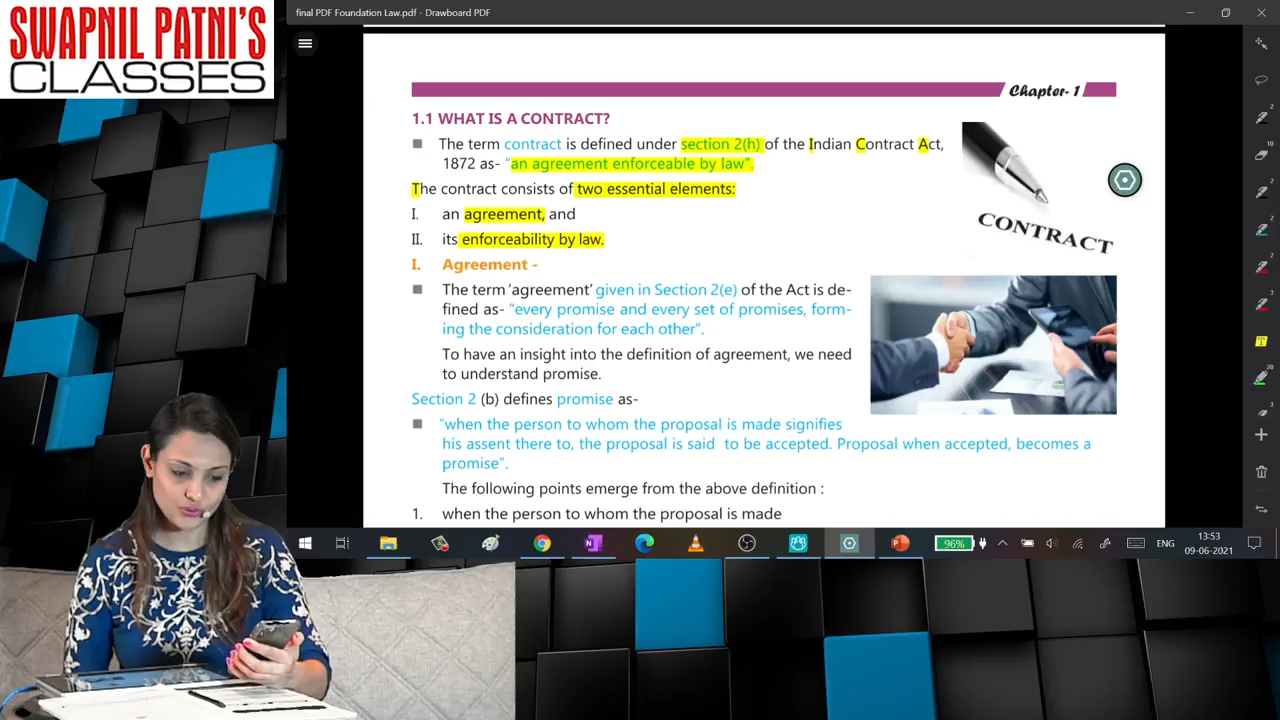 SWAPNIL PATNI'S
CLASSES
final PDF Foundation Law.pdf - Drawboard PDF
Chapter- 1
1.1 WHAT IS A CONTRACT?
The term contract is defined under section 2(h) of the Indian Contract Act,
1872 as- “an agreement enforceable by law”.
The contract consists of two essential elements:
I. an agreement, and
II. its enforceability by law.
CONTRACT
I. Agreement -
The term ‘agreement’ given in Section 2(e) of the Act is de-
fined as- “every promise and every set of promises, form-
ing the consideration for each other”.
To have an insight into the definition of agreement, we need
to understand promise.
Section 2 (b) defines promise as-
“when the person to whom the proposal is made signifies
his assent there to, the proposal is said to be accepted. Proposal when accepted, becomes a
promise”.
The following points emerge from the above definition :
1. when the person to whom the proposal is made
96%
ENG
13:53
09-06-2021